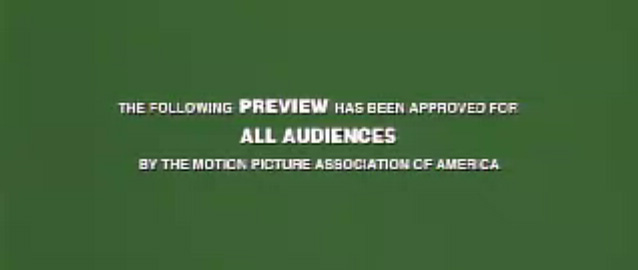 THE FOLLOWING PREVIEW HAS BEEN APPROVED FOR
ALL AUDIENCES
BY THE MOTION PICTURE ASSOCIATION OF AMERICA